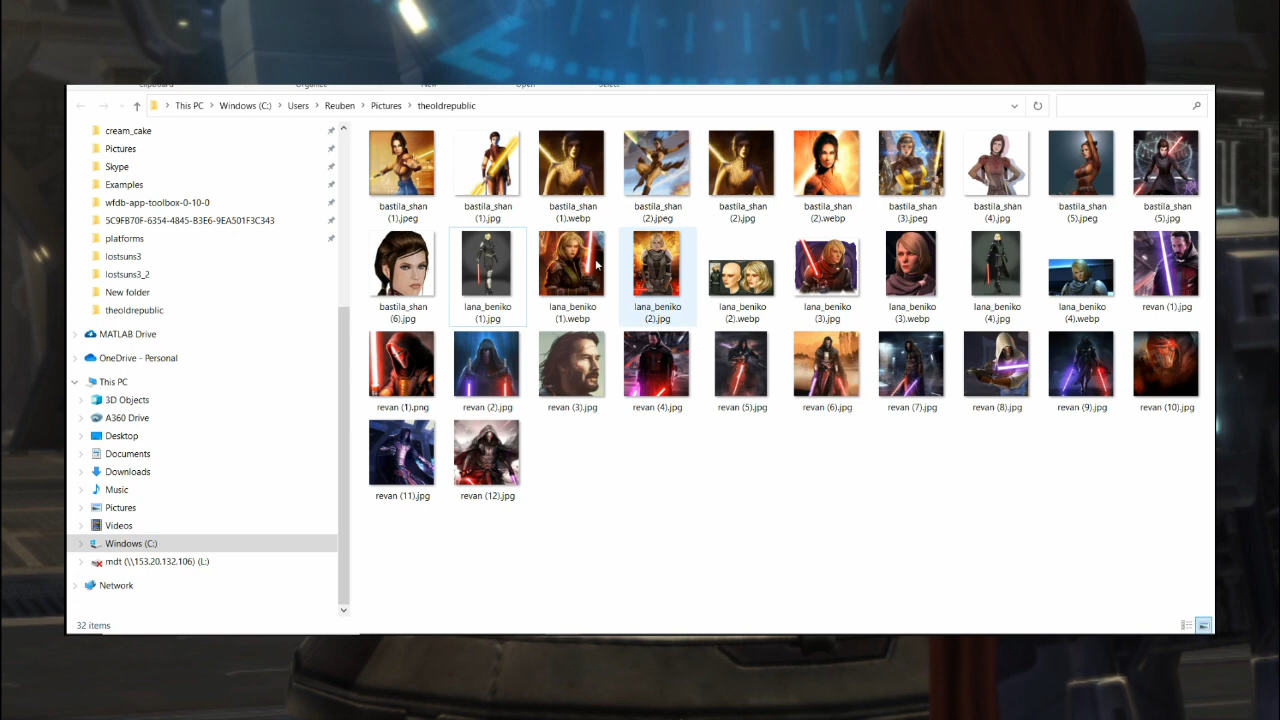 Clipboard
Organize
New
Open
Select
This PC > Windows (C:) > Users > Reuben > Pictures > theoldrepublic
cream_cake
Pictures
Skype
Examples
wfdb-app-toolbox-0-10-0
5C9FB70F-6354-4845-B3E6-9EA501F3C343
platforms
lostsuns3
lostsuns3_2
New folder
theoldrepublic
MATLAB Drive
OneDrive - Personal
This PC
3D Objects
A360 Drive
Desktop
Documents
Downloads
Music
Pictures
Videos
Windows (C:)
mdt (\\153.20.132.106) (L:)
Network
bastila_shan (1).jpeg
bastila_shan (1).jpg
bastila_shan (1).webp
bastila_shan (2).jpeg
bastila_shan (2).jpg
bastila_shan (2).webp
bastila_shan (3).jpeg
bastila_shan (4).jpg
bastila_shan (5).jpeg
bastila_shan (5).jpg
bastila_shan (6).jpg
lana_beniko (1).jpg
lana_beniko (1).webp
lana_beniko (2).jpg
lana_beniko (2).webp
lana_beniko (3).jpg
lana_beniko (3).webp
lana_beniko (4).jpg
lana_beniko (4).webp
revan (1).jpg
revan (1).png
revan (2).jpg
revan (3).jpg
revan (4).jpg
revan (5).jpg
revan (6).jpg
revan (7).jpg
revan (8).jpg
revan (9).jpg
revan (10).jpg
revan (11).jpg
revan (12).jpg
32 items